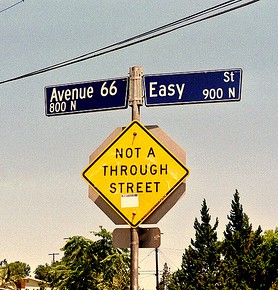 Avenue 66
800 N
Easy St
900 N
NOT A
THROUGH
STREET